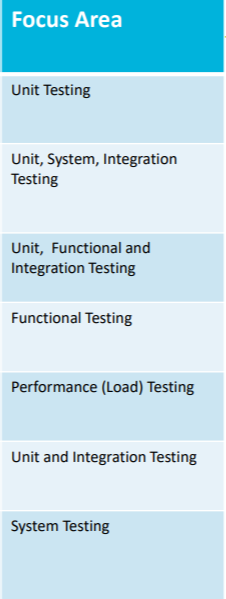 Focus Area
Unit Testing
Unit, System, Integration
Testing
Unit,  Functional and
Integration Testing
Functional Testing
Performance (Load) Testing
Unit and Integration Testing
System Testing